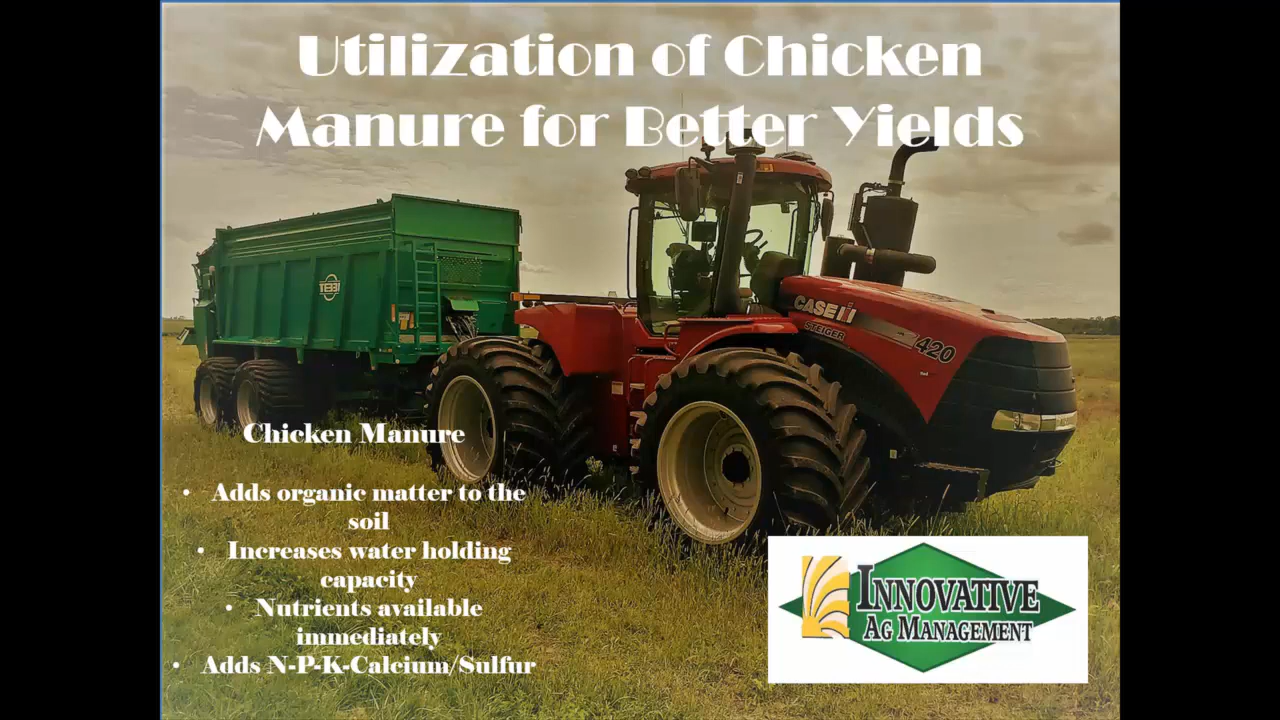 Utilization of Chicken
Manure for Better Yields
TEBBE
CASE IH
STEIGER
420
Chicken Manure
• Adds organic matter to the
soil
• Increases water holding
capacity
• Nutrients available
immediately
• Adds N-P-K-Calcium/Sulfur
INNOVATIVE
AG MANAGEMENT